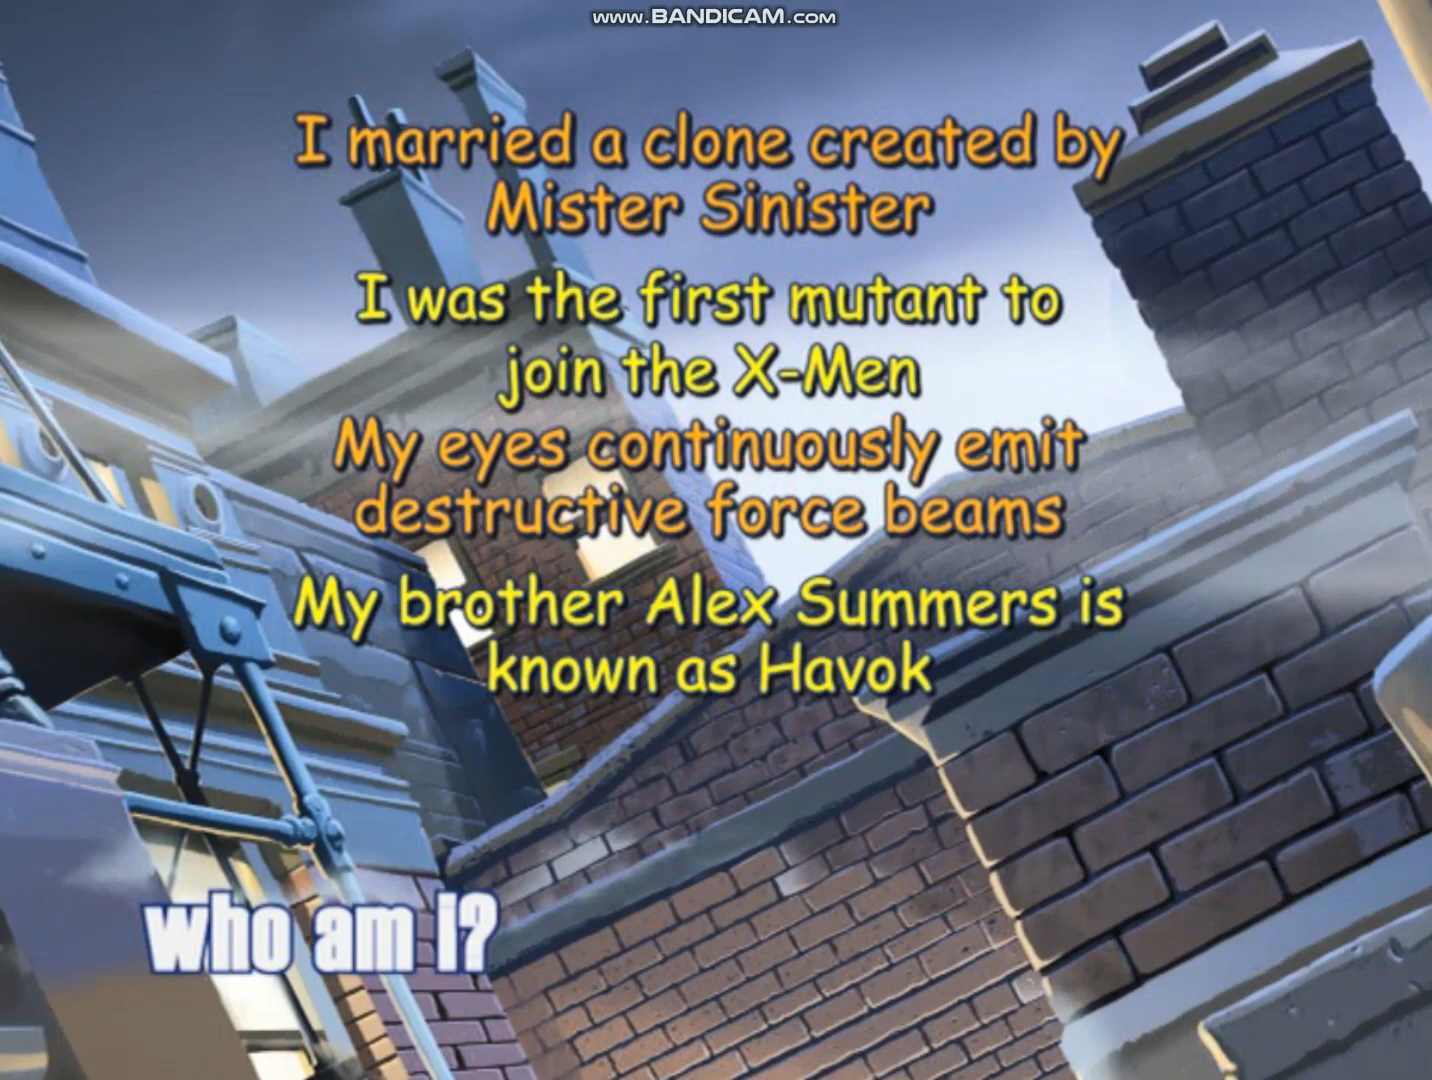 www.BANDICAM.com
I married a clone created by
Mister Sinister
I was the first mutant to
join the X-Men
My eyes continuously emit
destructive force beams
My brother Alex Summers is
known as Havok
who am I?